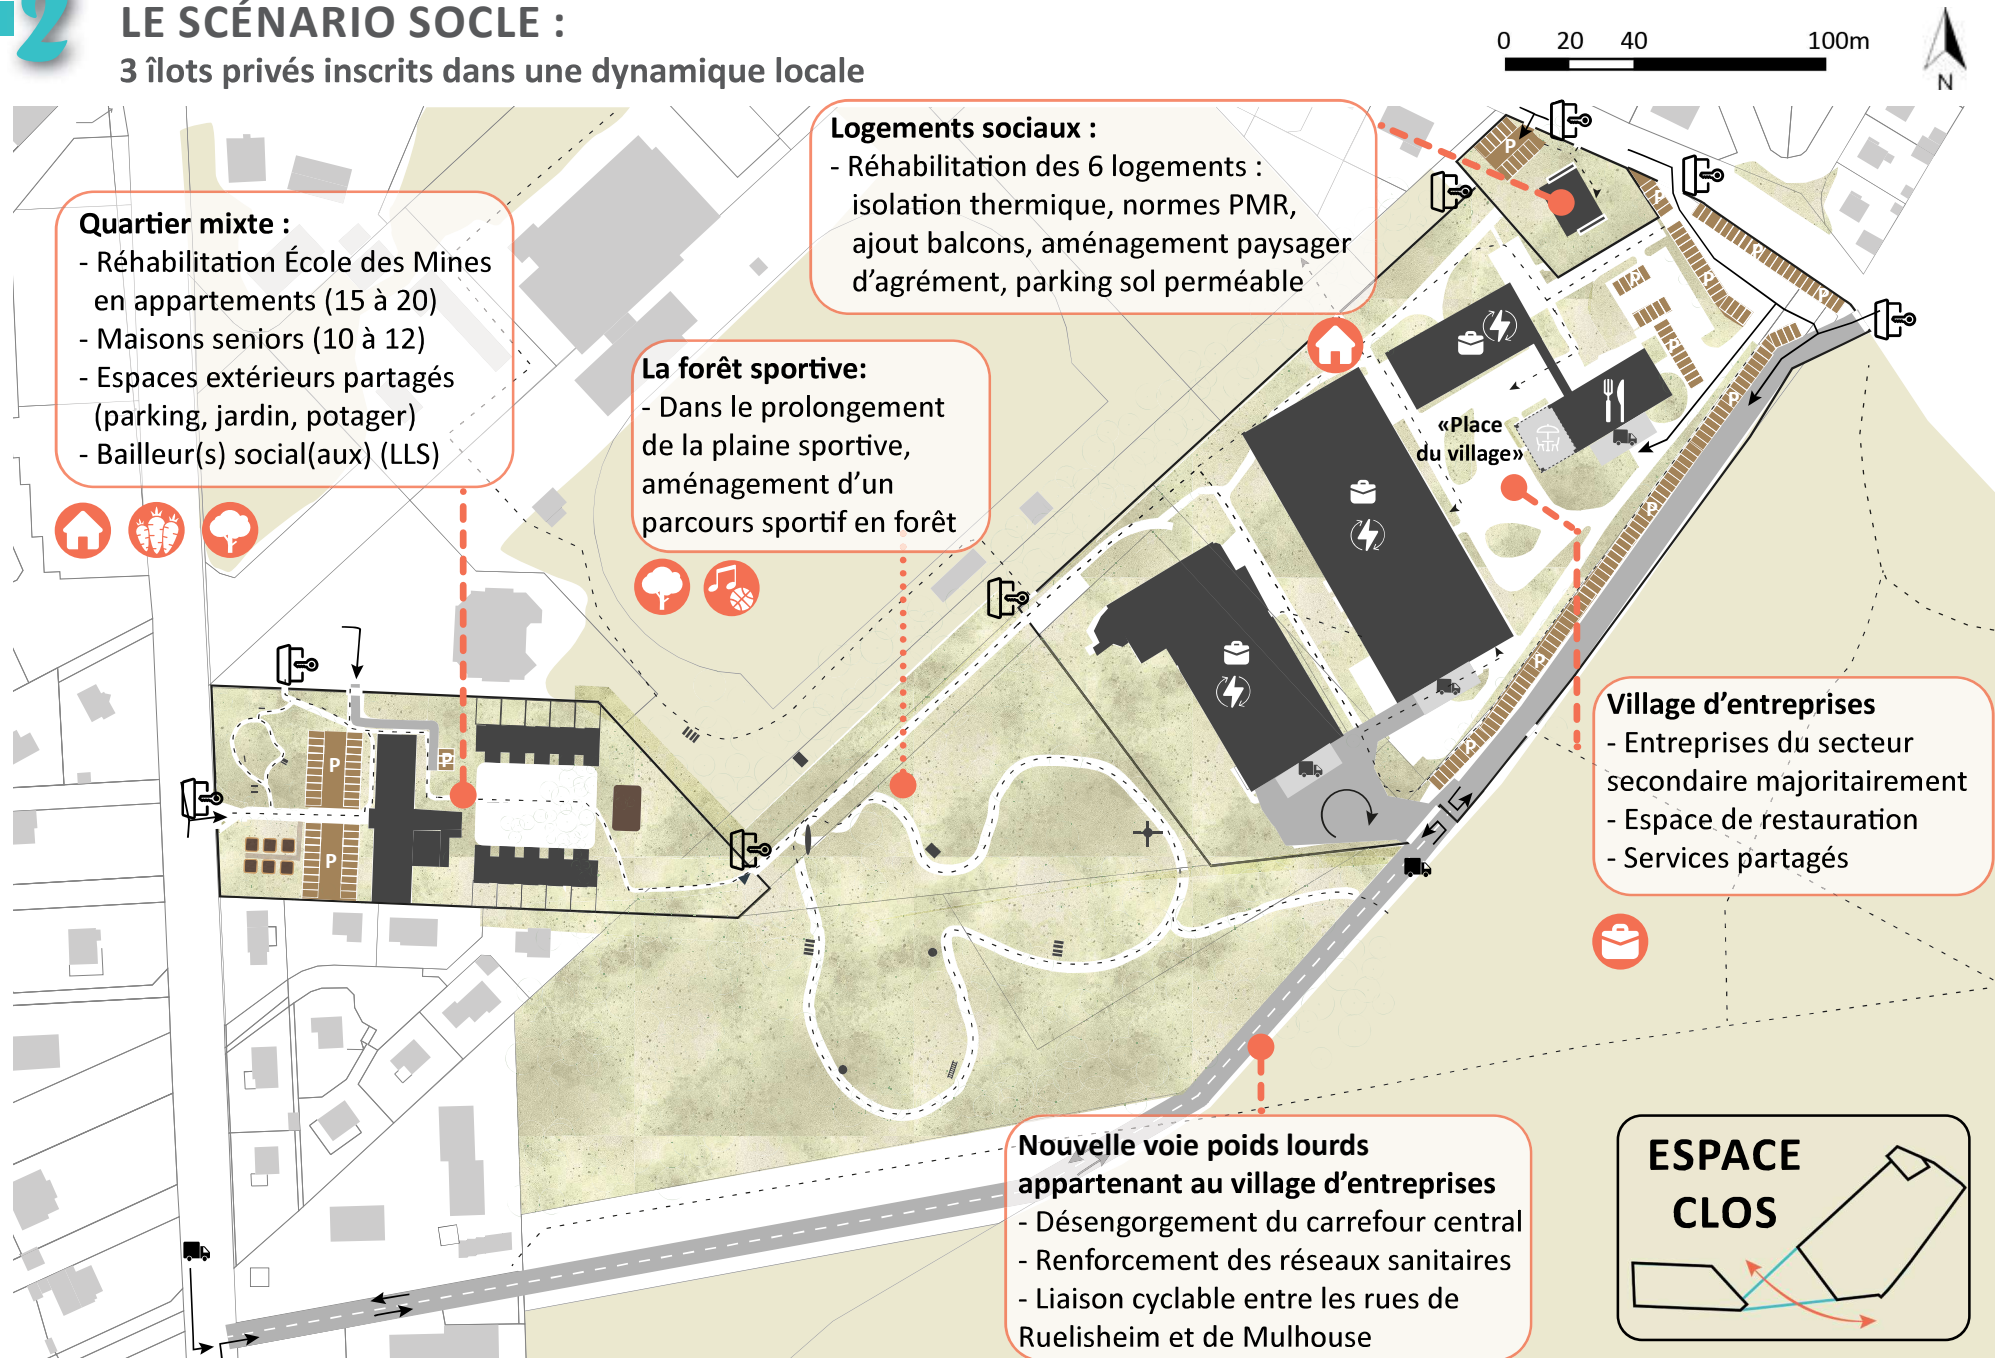 2
LE SCÉNARIO SOCLE :
3 îlots privés inscrits dans une dynamique locale
0 20 40 100m
N
Logements sociaux :
- Réhabilitation des 6 logements :
isolation thermique, normes PMR,
ajout balcons, aménagement paysager
d'agrément, parking sol perméable
Quartier mixte :
- Réhabilitation École des Mines
en appartements (15 à 20)
- Maisons seniors (10 à 12)
- Espaces extérieurs partagés
(parking, jardin, potager)
- Bailleur(s) social(aux) (LLS)
La forêt sportive:
- Dans le prolongement
de la plaine sportive,
aménagement d'un
parcours sportif en forêt
«Place
du village»
P
P
P
P
P
P
P
P
P
P
P
P
P
P
Village d'entreprises
- Entreprises du secteur
secondaire majoritairement
- Espace de restauration
- Services partagés
Nouvelle voie poids lourds
appartenant au village d'entreprises
- Désengorgement du carrefour central
- Renforcement des réseaux sanitaires
- Liaison cyclable entre les rues de
Ruelisheim et de Mulhouse
ESPACE
CLOS